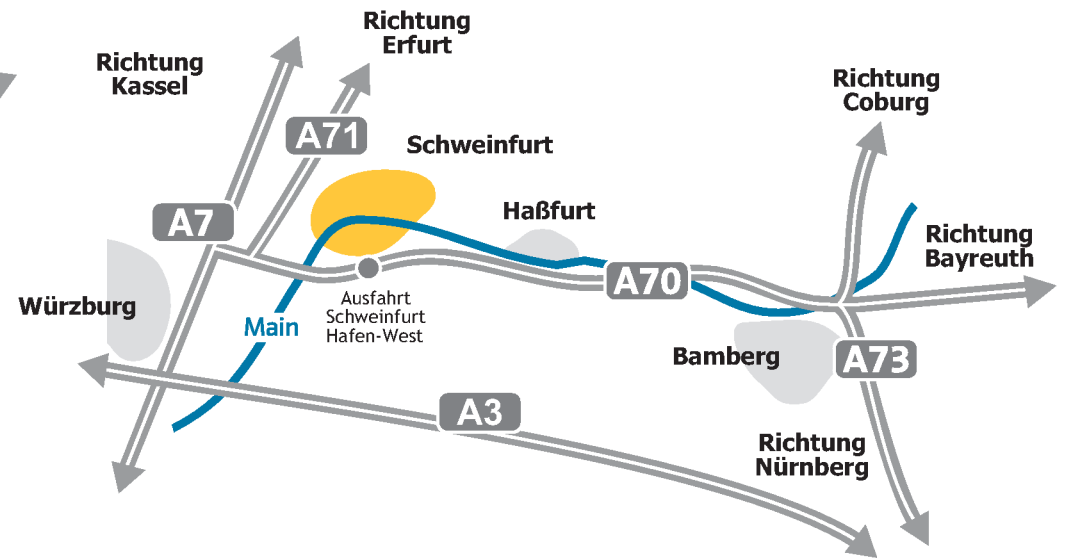 Richtung
Erfurt
Richtung
Kassel
Richtung
Coburg
A71
Schweinfurt
A7
Haßfurt
Richtung
Bayreuth
A70
Würzburg
Ausfahrt
Schweinfurt
Hafen-West
Main
Bamberg
A73
A3
Richtung
Nürnberg